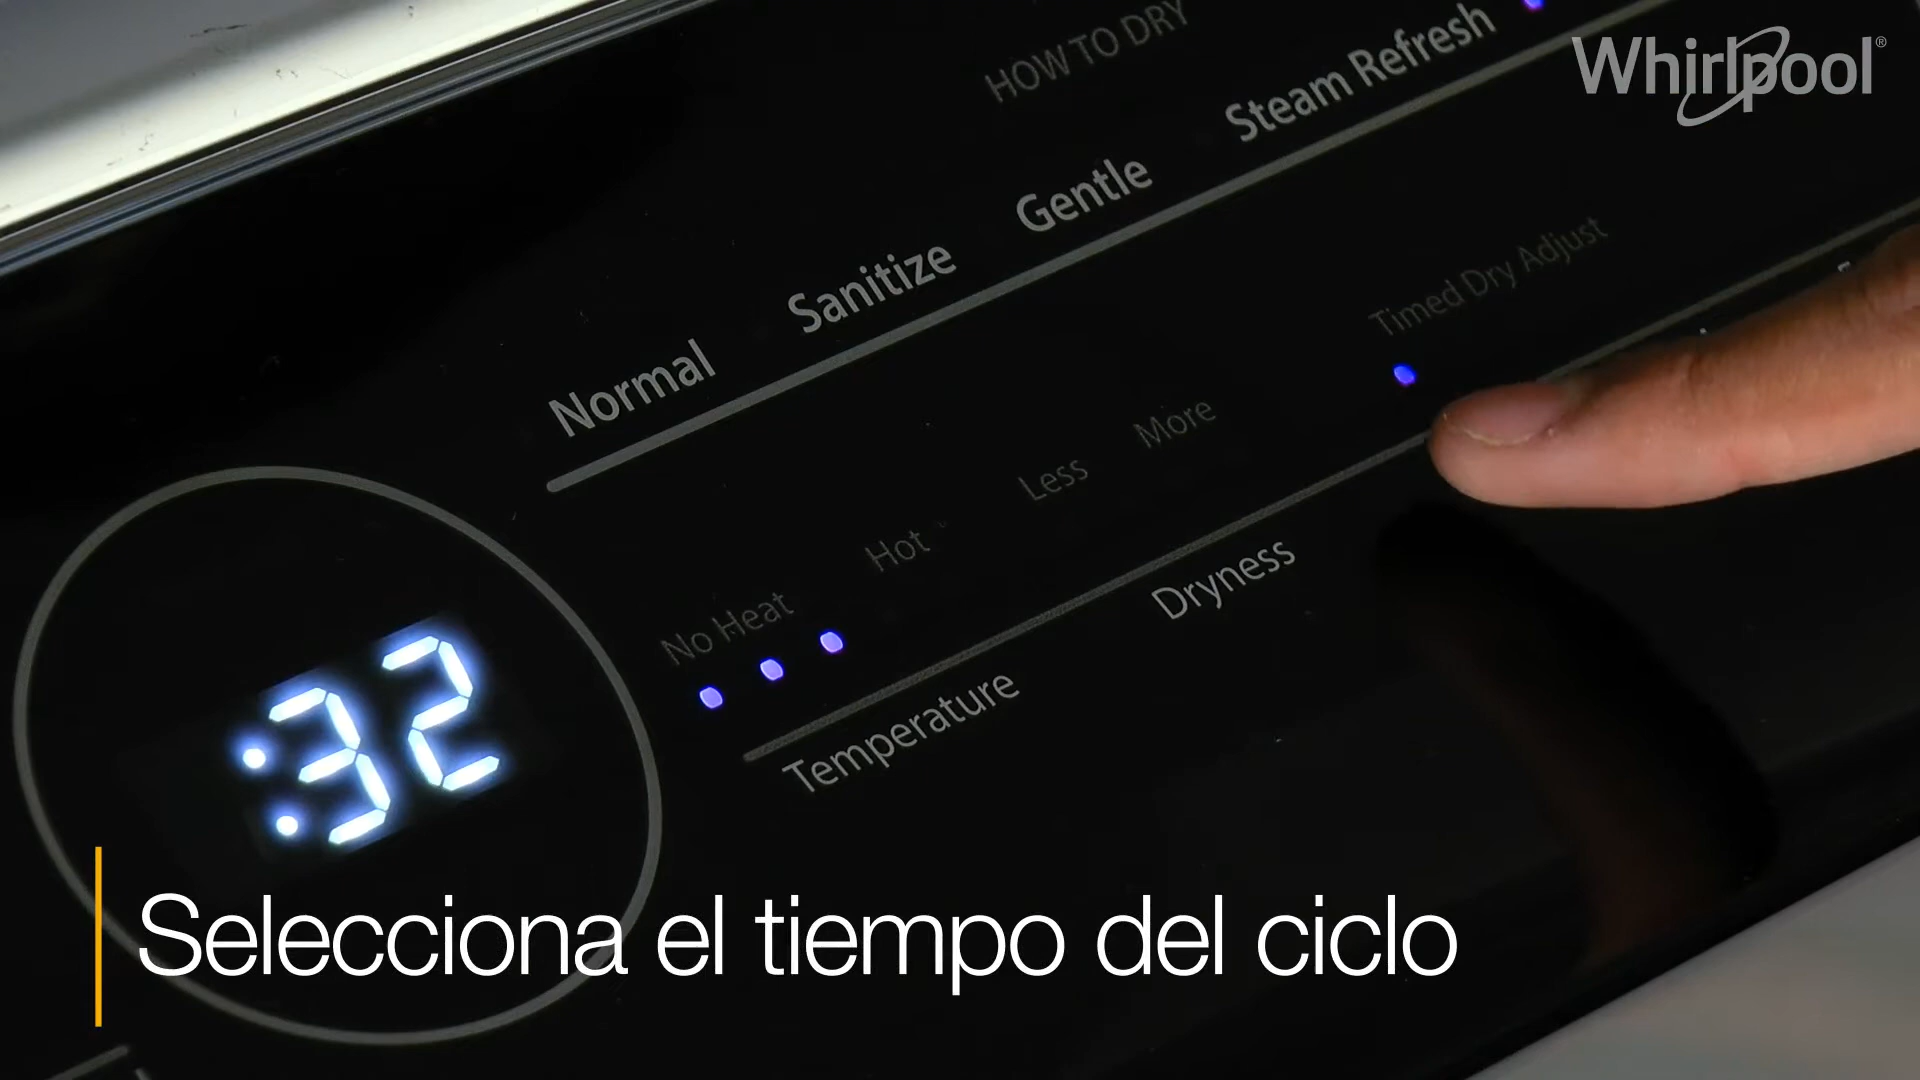 Whirlpool®
HOW TO DRY
Normal Sanitize Gentle Steam Refresh
Timed Dry Adjust
No Heat Hot Less More
Temperature Dryness
:32
Selecciona el tiempo del ciclo